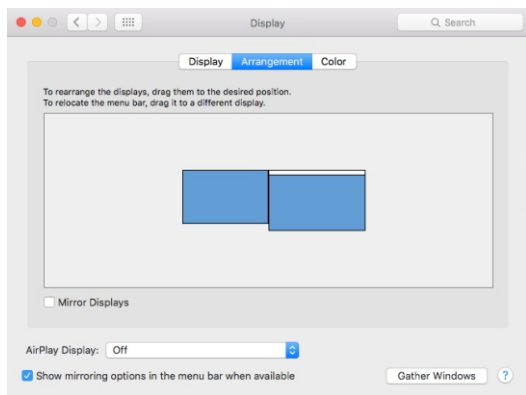 Display
Search
Display Arrangement Color
To rearrange the displays, drag them to the desired position.
To relocate the menu bar, drag it to a different display.
Mirror Displays
AirPlay Display: Off
Show mirroring options in the menu bar when available
Gather Windows ?